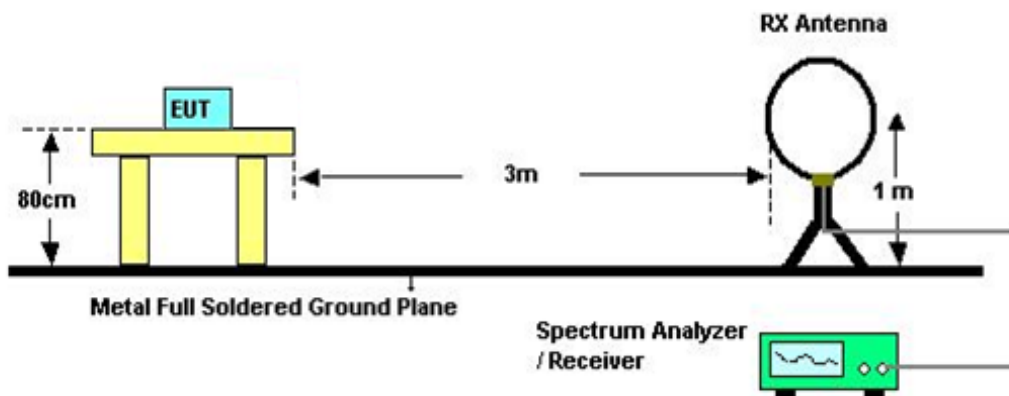 RX Antenna
EUT
80cm
3m
1 m
Metal Full Soldered Ground Plane
Spectrum Analyzer
/ Receiver